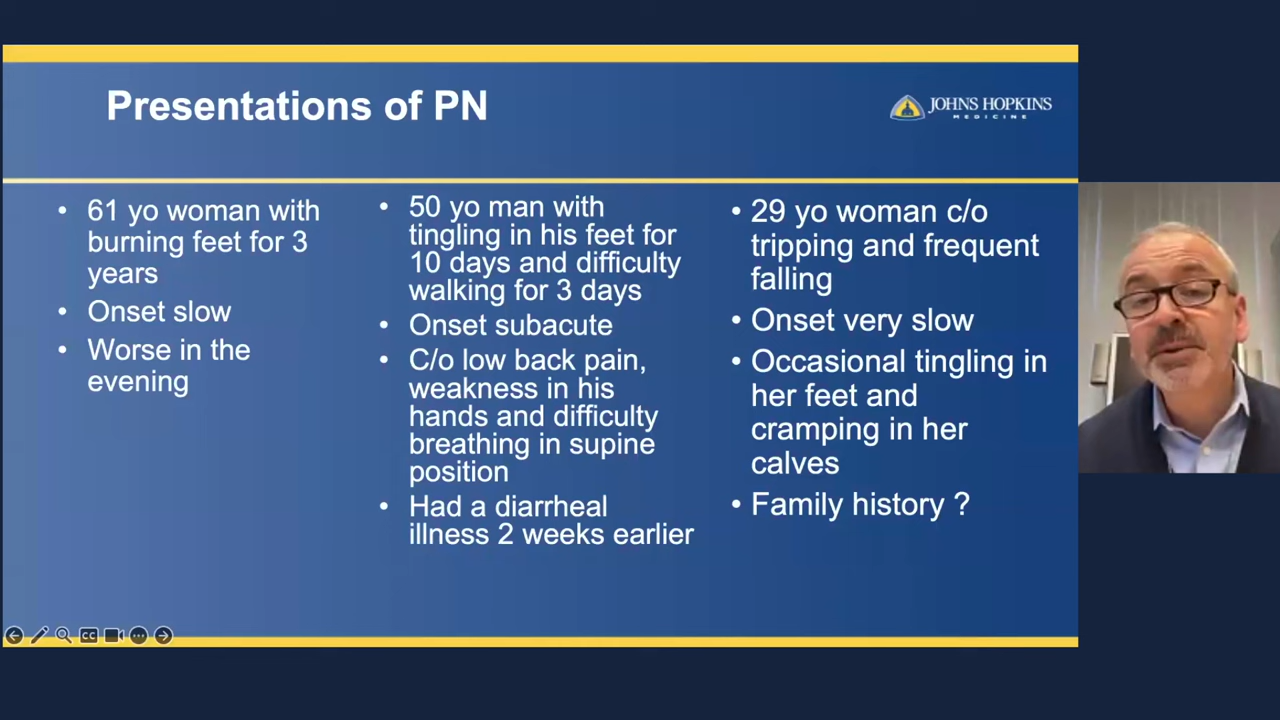 Presentations of PN
JOHNS HOPKINS
MEDICINE
• 61 yo woman with
burning feet for 3
years
• Onset slow
• Worse in the
evening
• 50 yo man with
tingling in his feet for
10 days and difficulty
walking for 3 days
• Onset subacute
• C/o low back pain,
weakness in his
hands and difficulty
breathing in supine
position
• Had a diarrheal
illness 2 weeks earlier
• 29 yo woman c/o
tripping and frequent
falling
• Onset very slow
• Occasional tingling in
her feet and
cramping in her
calves
• Family history ?
CC